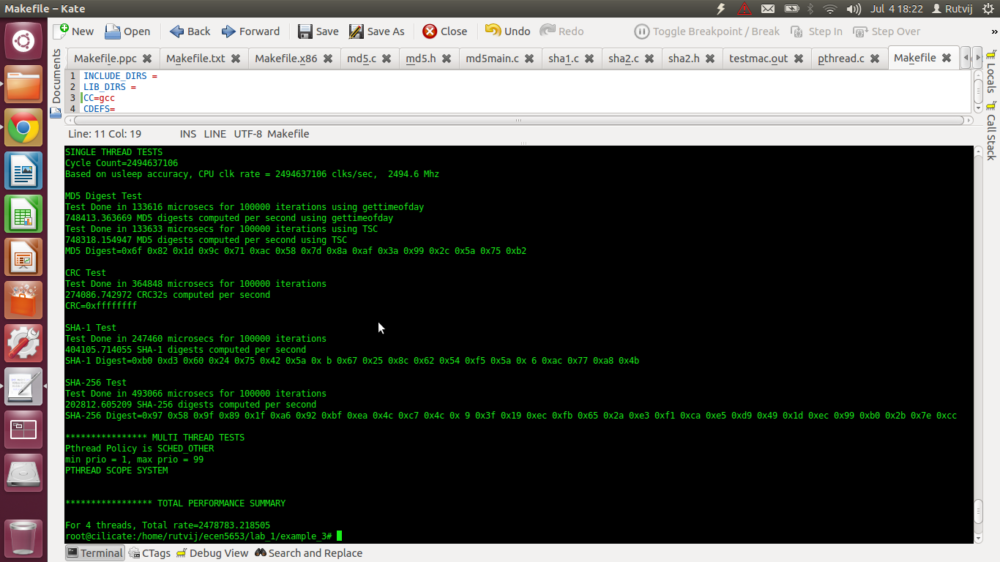 Makefile – Kate
Jul 4 18:22 Rutvij
New Open Back Forward Save Save As Close Undo Redo Toggle Breakpoint / Break Step In Step Over »
Documents
Makefile.ppc Makefile.txt Makefile.x86 md5.c md5.h md5main.c sha1.c sha2.c sha2.h testmac.out pthread.c Makefile
Locals
Call Stack
1 INCLUDE_DIRS =
2 LIB_DIRS =
3 CC=gcc
4 CDEFS=
Line: 11 Col: 19 INS LINE UTF-8 Makefile
SINGLE THREAD TESTS
Cycle Count=2494637106
Based on usleep accuracy, CPU clk rate = 2494637106 clks/sec,  2494.6 Mhz
MD5 Digest Test
Test Done in 133616 microsecs for 100000 iterations using gettimeofday
748413.363669 MD5 digests computed per second using gettimeofday
Test Done in 133633 microsecs for 100000 iterations using TSC
748318.154947 MD5 digests computed per second using TSC
MD5 Digest=0x6f 0x82 0x1d 0x9c 0x71 0xac 0x58 0x7d 0x8a 0xaf 0x3a 0x99 0x2c 0x5a 0x75 0xb2
CRC Test
Test Done in 364848 microsecs for 100000 iterations
274086.742972 CRC32s computed per second
CRC=0xffffffff
SHA-1 Test
Test Done in 247460 microsecs for 100000 iterations
404105.714055 SHA-1 digests computed per second
SHA-1 Digest=0xb0 0xd3 0x60 0x24 0x75 0x42 0x5a 0x b 0x67 0x25 0x8c 0x62 0x54 0xf5 0x5a 0x 6 0xac 0x77 0xa8 0x4b
SHA-256 Test
Test Done in 493066 microsecs for 100000 iterations
202812.605209 SHA-256 digests computed per second
SHA-256 Digest=0x97 0x58 0x9f 0x89 0x1f 0xa6 0x92 0xbf 0xea 0x4c 0xc7 0x4c 0x 9 0x3f 0x19 0xec 0xfb 0x65 0x2a 0xe3 0xf1 0xca 0xe5 0xd9 0x49 0x1d 0xec 0x99 0xb0 0x2b 0x7e 0xcc
**************** MULTI THREAD TESTS
Pthread Policy is SCHED_OTHER
min prio = 1, max prio = 99
PTHREAD SCOPE SYSTEM
***************** TOTAL PERFORMANCE SUMMARY
For 4 threads, Total rate=2478783.218505
root@cilicate:/home/rutvij/ecen5653/lab_1/example_3#
Terminal CTags Debug View Search and Replace